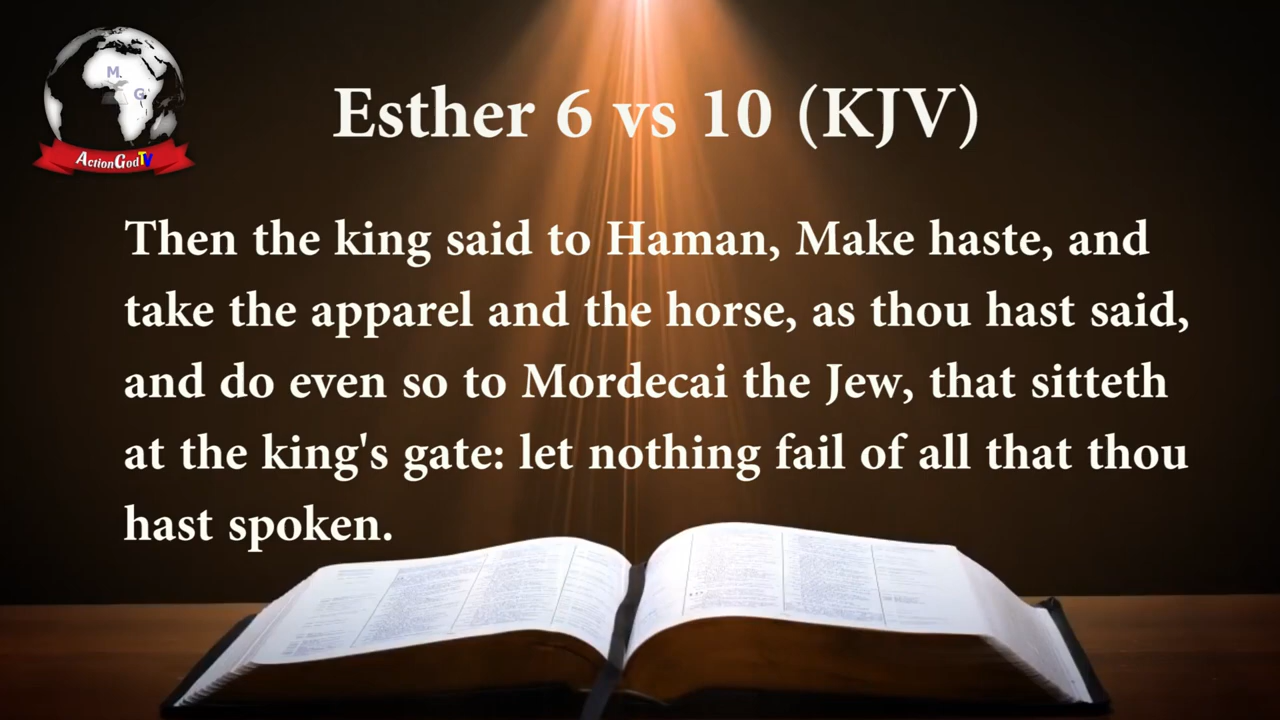 M.
G.
ActionGodTV
Esther 6 vs 10 (KJV)
Then the king said to Haman, Make haste, and
take the apparel and the horse, as thou hast said,
and do even so to Mordecai the Jew, that sitteth
at the king's gate: let nothing fail of all that thou
hast spoken.